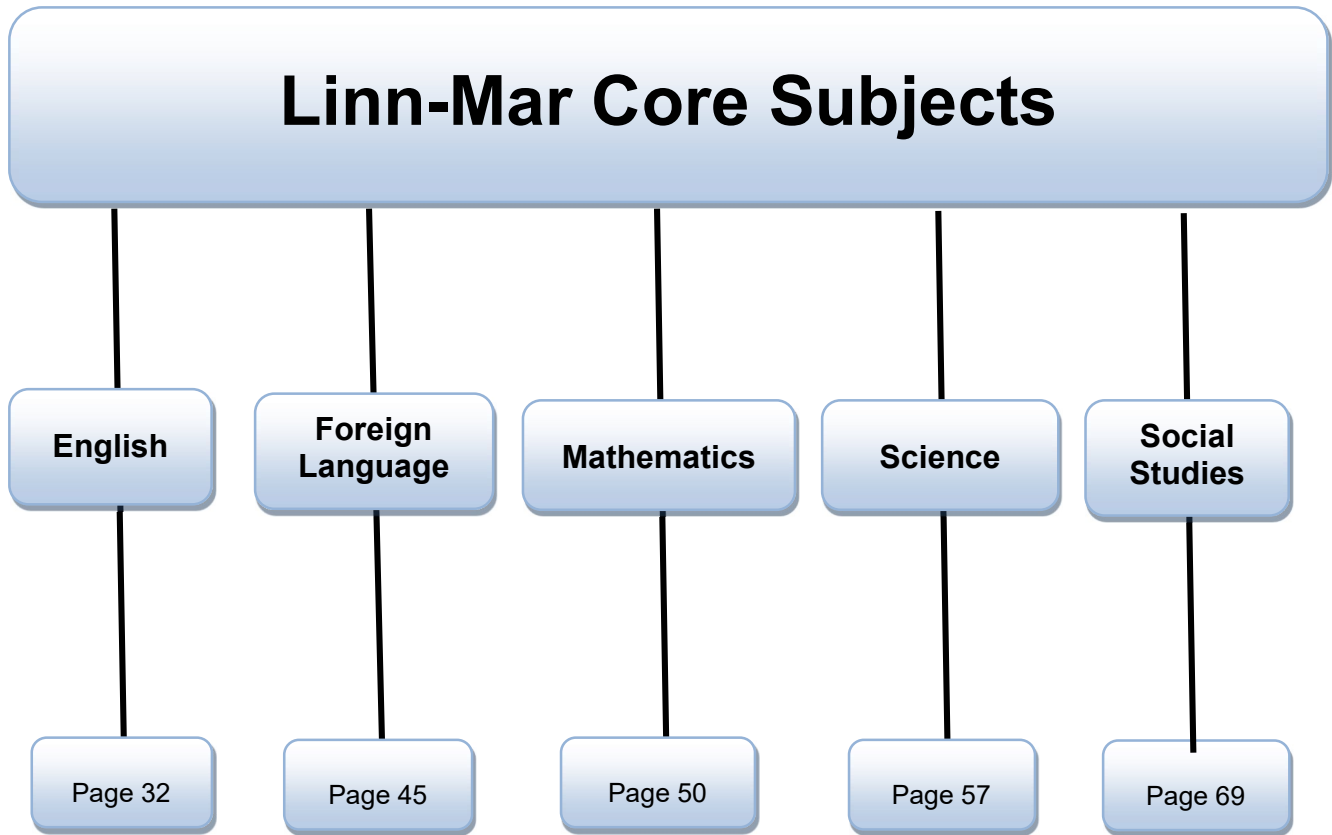 Linn-Mar Core Subjects
English
Foreign
Language
Mathematics
Science
Social
Studies
Page 32
Page 45
Page 50
Page 57
Page 69